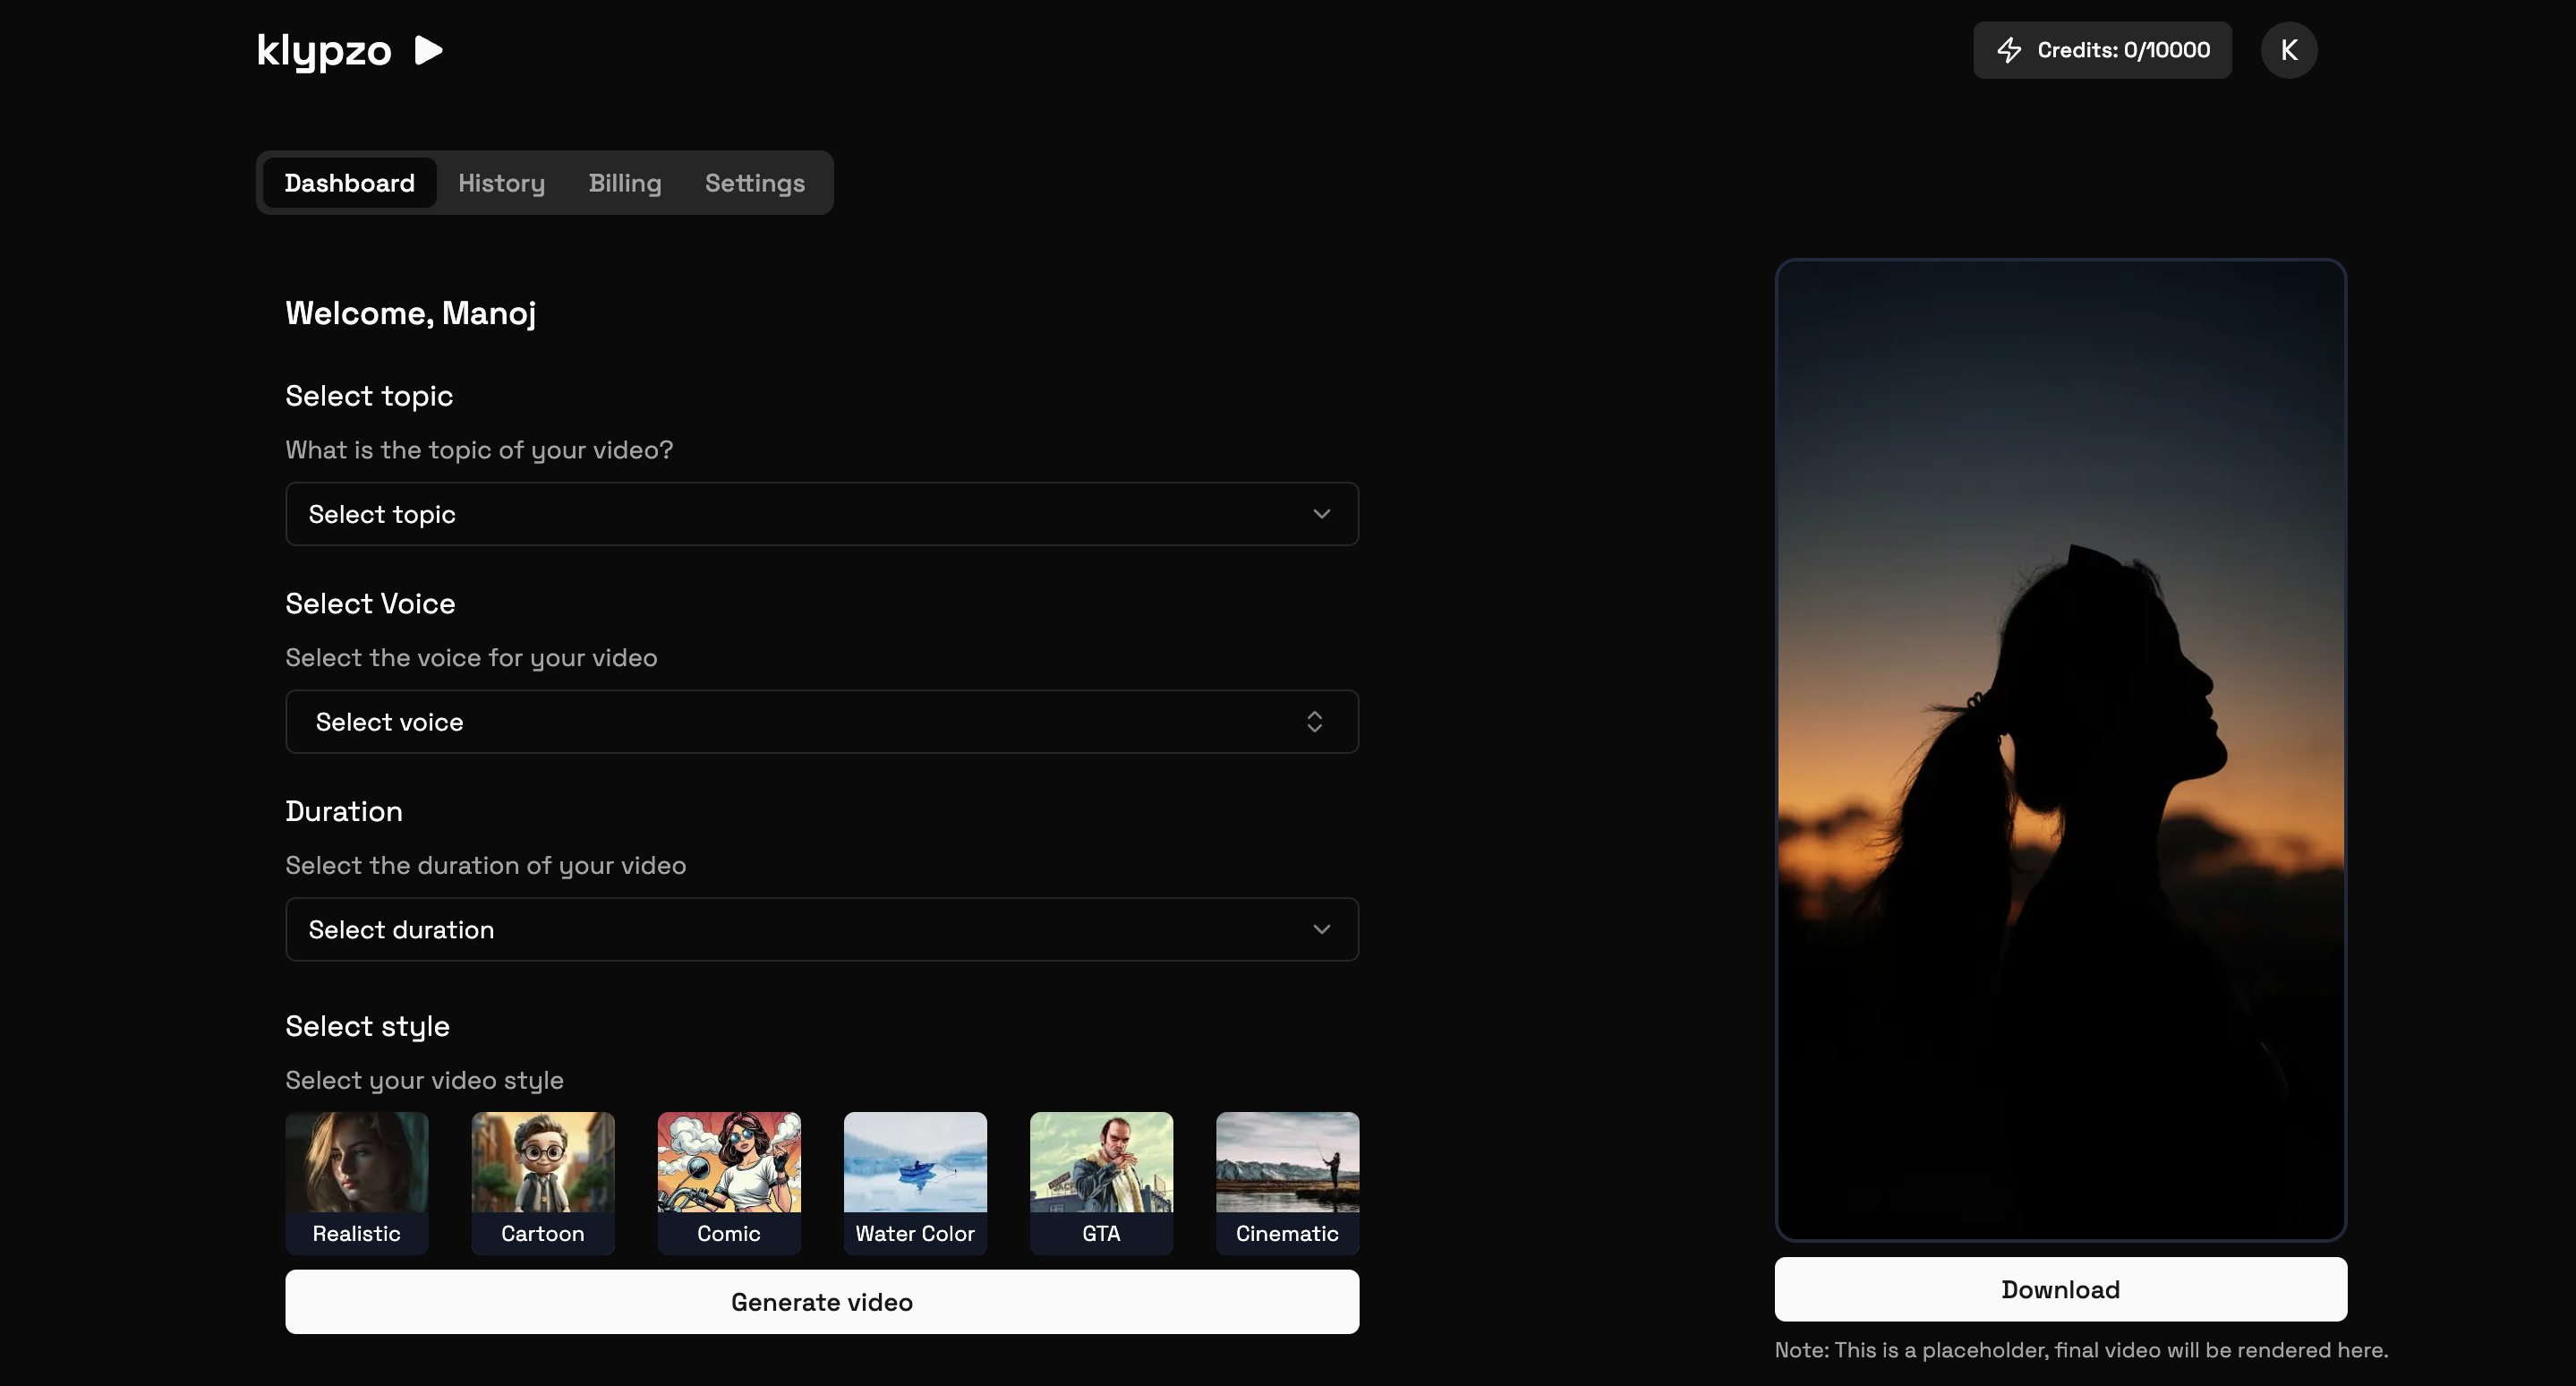 klypzo
Credits: 0/10000
K
Dashboard
History
Billing
Settings
Welcome, Manoj
Select topic
What is the topic of your video?
Select topic
Select Voice
Select the voice for your video
Select voice
Duration
Select the duration of your video
Select duration
Select style
Select your video style
Realistic
Cartoon
Comic
Water Color
GTA
Cinematic
Generate video
Download
Note: This is a placeholder, final video will be rendered here.